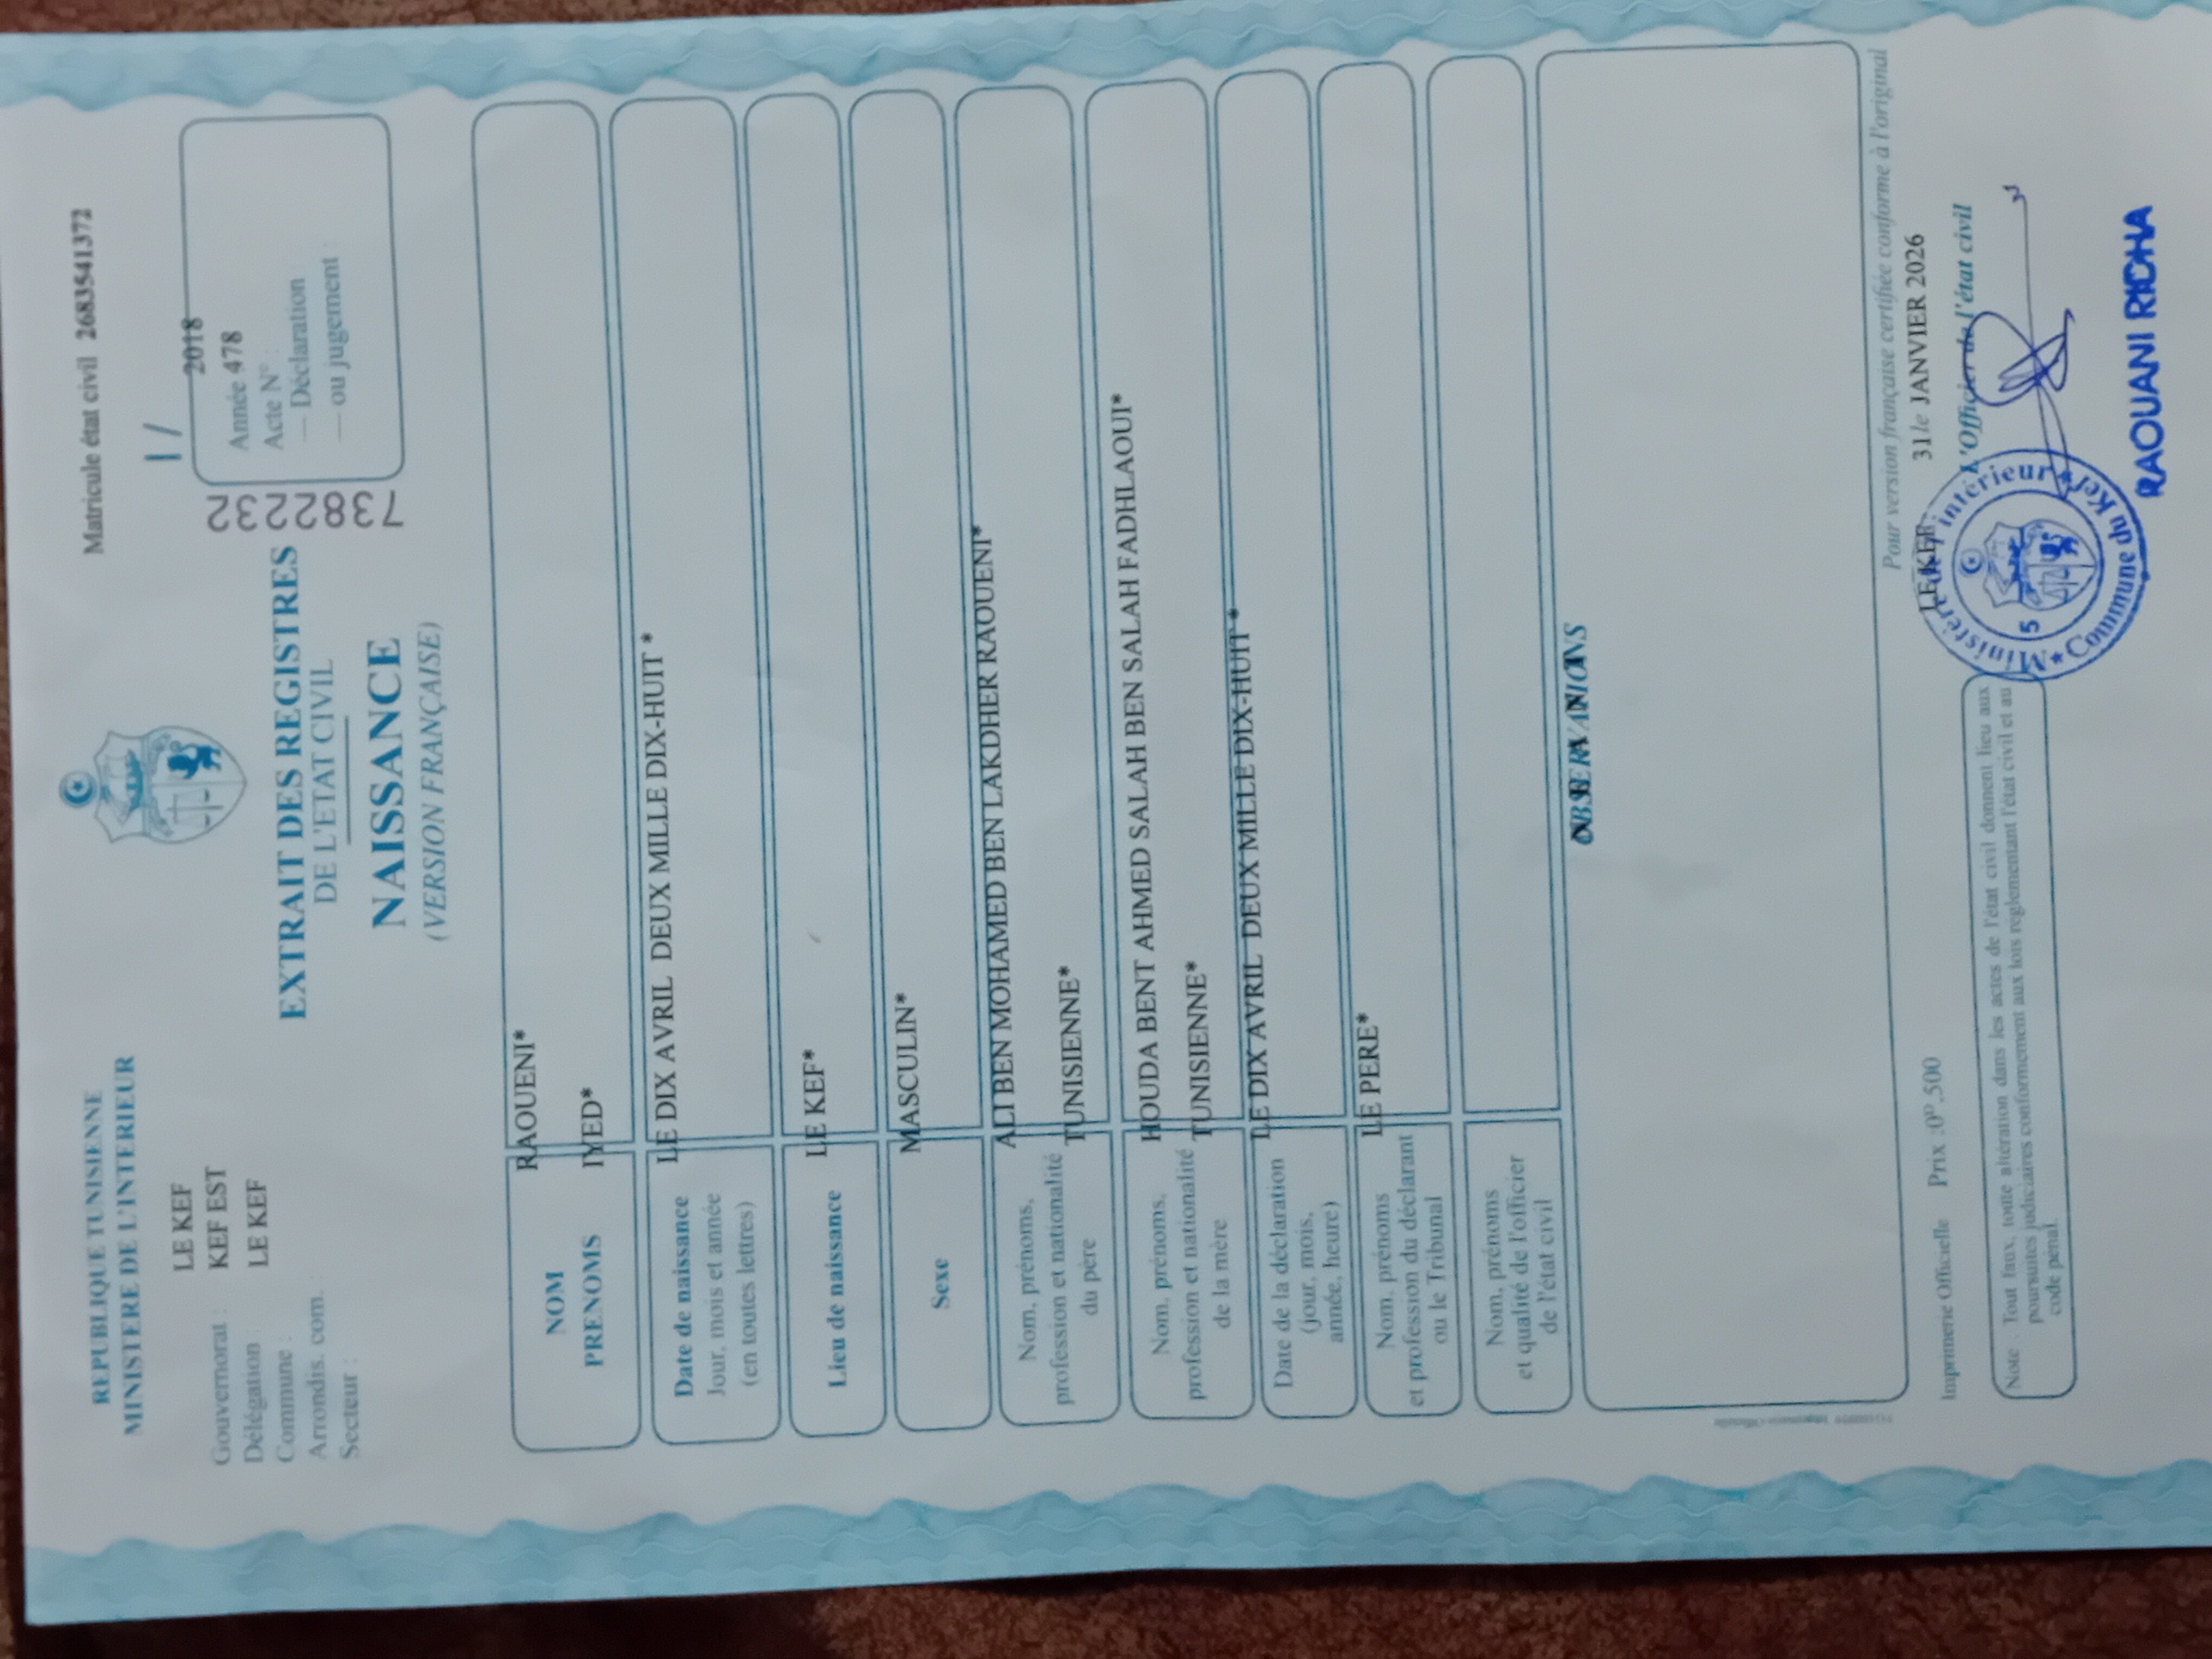 REPUBLIQUE TUNISIENNE
MINISTERE DE L'INTERIEUR
Matricule état civil 2683541372
LE KEF
Gouvernorat :
KEF EST
Délégation
LE KEF
Commune :
Arrondis. com. :
Secteur :
1 /
2018
Année 478
Acte N° :
— Déclaration
— ou jugement :
7382232
EXTRAIT DES REGISTRES
DE L'ETAT CIVIL
NAISSANCE
(VERSION FRANÇAISE)
NOM
PRENOMS
RAOUENI*
IYED*
Date de naissance
Jour, mois et année
(en toutes lettres)
LE DIX AVRIL DEUX MILLE DIX-HUIT *
Lieu de naissance
LE KEF*
Sexe
MASCULIN*
Nom, prénoms,
profession et nationalité
du père
ALI BEN MOHAMED BEN LAKDHER RAOUENI*
TUNISIENNE*
Nom, prénoms,
profession et nationalité
de la mère
HOUDA BENT AHMED SALAH BEN SALAH FADHLAOUI*
TUNISIENNE*
Date de la déclaration
(jour, mois,
année, heure)
LE DIX AVRIL DEUX MILLE DIX-HUIT *
Nom, prénoms
et profession du déclarant
ou le Tribunal
LE PERE*
Nom, prénoms
et qualité de l'officier
de l'état civil
OBSERVATIONS
Pour version française certifiée conforme à l'original
LE KEF 31 le JANVIER 2026
L'Officier de l'état civil
Ministère de l'intérieur
5
Commune du Kef
RAOUANI RIDHA
Imprimerie Officielle Prix :0ᴰ,500
Note : Tout faux, toute altération dans les actes de l'état civil donnent lieu aux
poursuites judiciaires conformement aux lois réglementant l'état civil et au
code pénal.